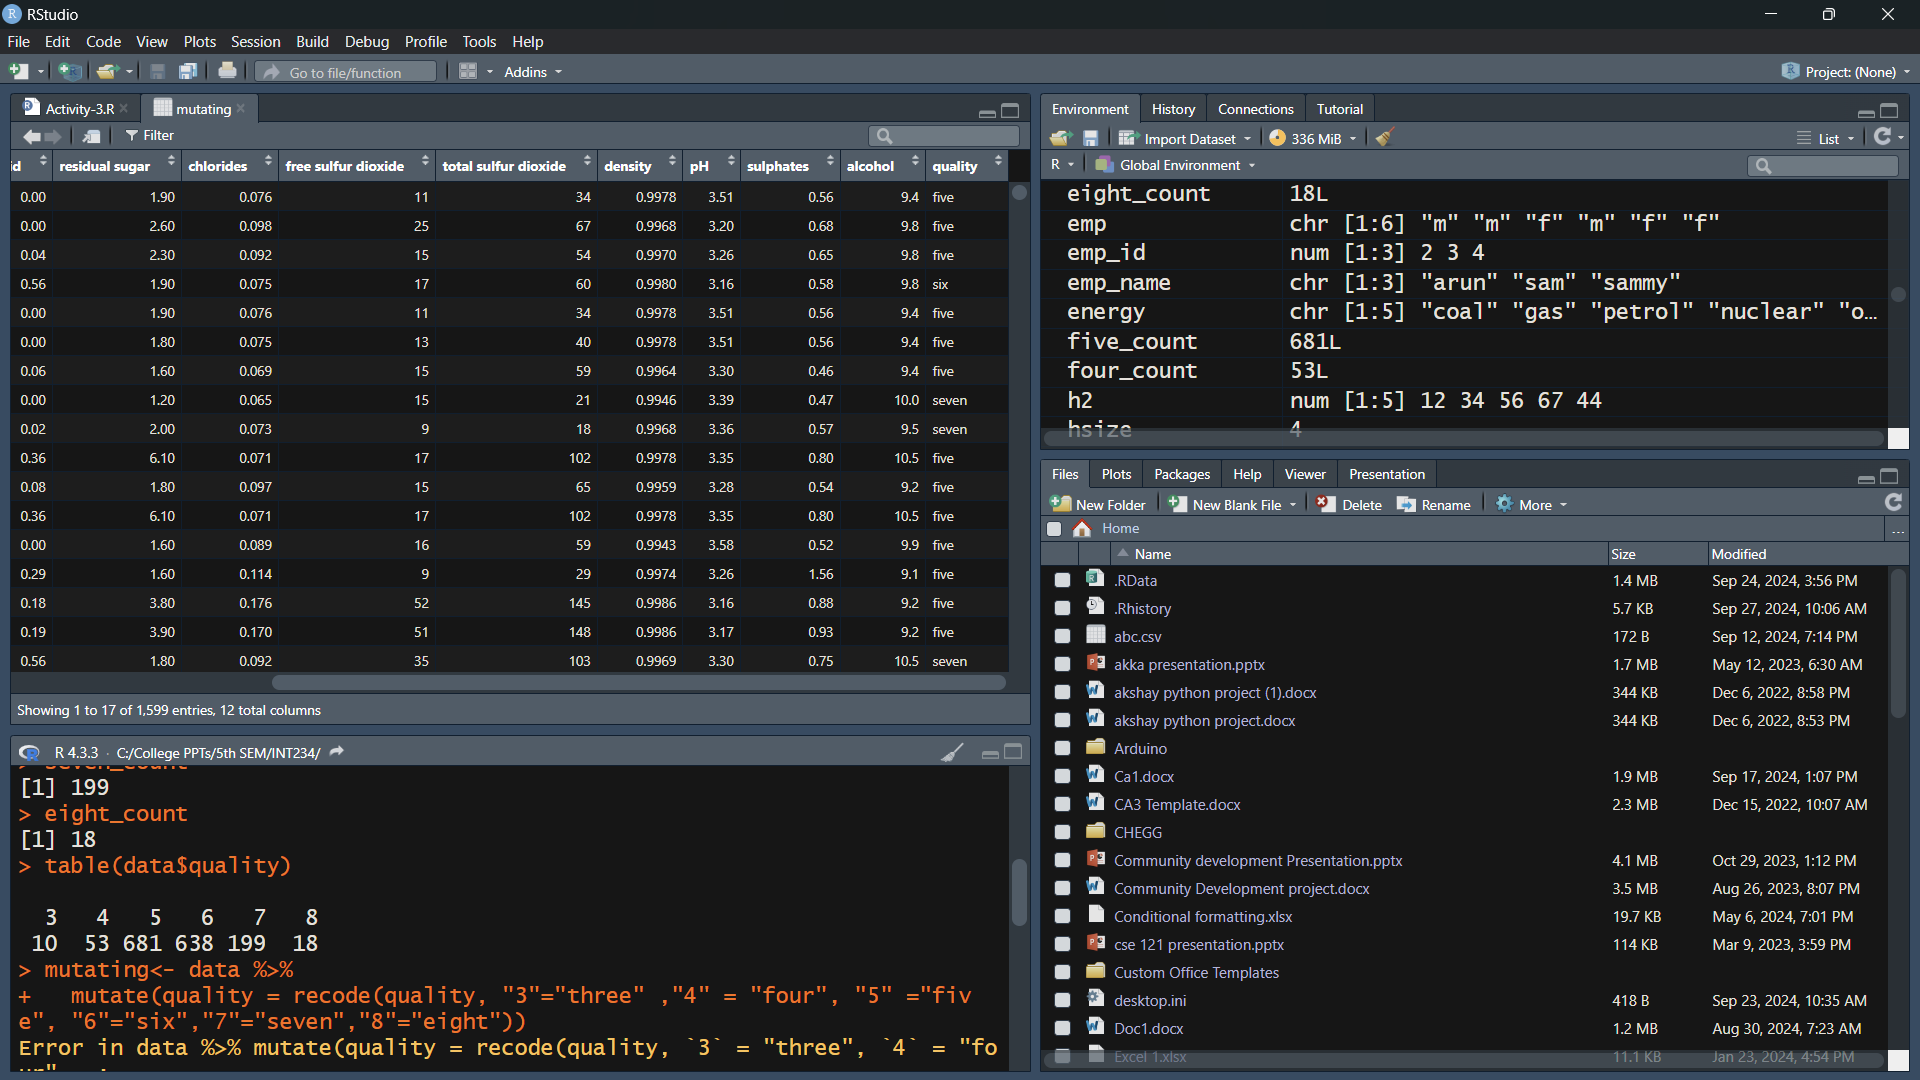 RStudio
File Edit Code View Plots Session Build Debug Profile Tools Help
Go to file/function Addins Project: (None)
Activity-3.R mutating
Filter
id residual sugar chlorides free sulfur dioxide total sulfur dioxide density pH sulphates alcohol quality
0.00 1.90 0.076 11 34 0.9978 3.51 0.56 9.4 five
0.00 2.60 0.098 25 67 0.9968 3.20 0.68 9.8 five
0.04 2.30 0.092 15 54 0.9970 3.26 0.65 9.8 five
0.56 1.90 0.075 17 60 0.9980 3.16 0.58 9.8 six
0.00 1.90 0.076 11 34 0.9978 3.51 0.56 9.4 five
0.00 1.80 0.075 13 40 0.9978 3.51 0.56 9.4 five
0.06 1.60 0.069 15 59 0.9964 3.30 0.46 9.4 five
0.00 1.20 0.065 15 21 0.9946 3.39 0.47 10.0 seven
0.02 2.00 0.073 9 18 0.9968 3.36 0.57 9.5 seven
0.36 6.10 0.071 17 102 0.9978 3.35 0.80 10.5 five
0.08 1.80 0.097 15 65 0.9959 3.28 0.54 9.2 five
0.36 6.10 0.071 17 102 0.9978 3.35 0.80 10.5 five
0.00 1.60 0.089 16 59 0.9943 3.58 0.52 9.9 five
0.29 1.60 0.114 9 29 0.9974 3.26 1.56 9.1 five
0.18 3.80 0.176 52 145 0.9986 3.16 0.88 9.2 five
0.19 3.90 0.170 51 148 0.9986 3.17 0.93 9.2 five
0.56 1.80 0.092 35 103 0.9969 3.30 0.75 10.5 seven
Showing 1 to 17 of 1,599 entries, 12 total columns
R 4.3.3 · C:/College PPTs/5th SEM/INT234/
> seven_count
[1] 199
> eight_count
[1] 18
> table(data$quality)
3 4 5 6 7 8
10 53 681 638 199 18
> mutating<- data %>%
+ mutate(quality = recode(quality, "3"="three" ,"4" = "four", "5" ="fiv
e", "6"="six","7"="seven","8"="eight"))
Error in data %>% mutate(quality = recode(quality, `3` = "three", `4` = "fo
Environment History Connections Tutorial
Import Dataset 336 MiB List
R Global Environment
eight_count 18L
emp chr [1:6] "m" "m" "f" "m" "f" "f"
emp_id num [1:3] 2 3 4
emp_name chr [1:3] "arun" "sam" "sammy"
energy chr [1:5] "coal" "gas" "petrol" "nuclear" "o…
five_count 681L
four_count 53L
h2 num [1:5] 12 34 56 67 44
hsize 4
Files Plots Packages Help Viewer Presentation
New Folder New Blank File Delete Rename More
Home ...
Name Size Modified
.RData 1.4 MB Sep 24, 2024, 3:56 PM
.Rhistory 5.7 KB Sep 27, 2024, 10:06 AM
abc.csv 172 B Sep 12, 2024, 7:14 PM
akka presentation.pptx 1.7 MB May 12, 2023, 6:30 AM
akshay python project (1).docx 344 KB Dec 6, 2022, 8:58 PM
akshay python project.docx 344 KB Dec 6, 2022, 8:53 PM
Arduino
Ca1.docx 1.9 MB Sep 17, 2024, 1:07 PM
CA3 Template.docx 2.3 MB Dec 15, 2022, 10:07 AM
CHEGG
Community development Presentation.pptx 4.1 MB Oct 29, 2023, 1:12 PM
Community Development project.docx 3.5 MB Aug 26, 2023, 8:07 PM
Conditional formatting.xlsx 19.7 KB May 6, 2024, 7:01 PM
cse 121 presentation.pptx 114 KB Mar 9, 2023, 3:59 PM
Custom Office Templates
desktop.ini 418 B Sep 23, 2024, 10:35 AM
Doc1.docx 1.2 MB Aug 30, 2024, 7:23 AM
Excel 1.xlsx 11.1 KB Jan 23, 2024, 4:54 PM